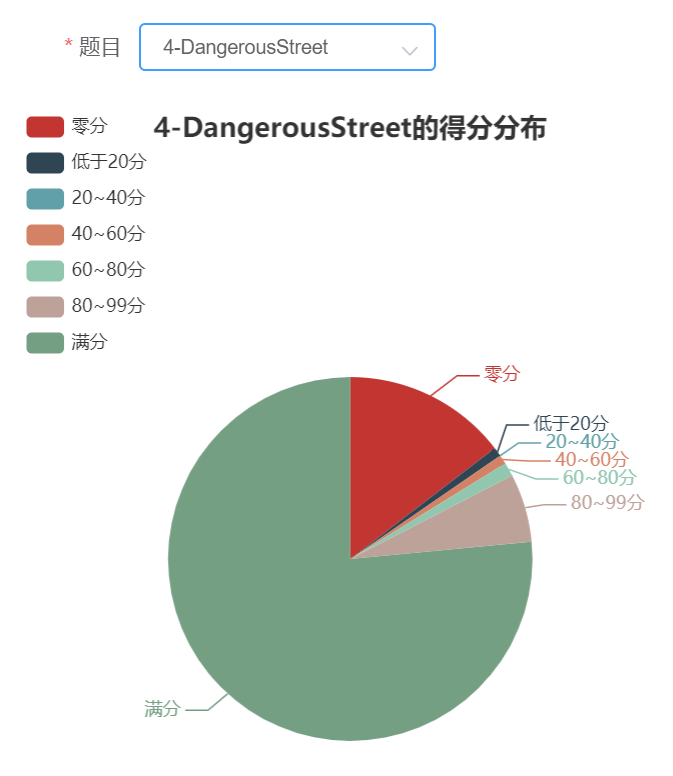 * 题目
4-DangerousStreet
4-DangerousStreet的得分分布
零分
低于20分
20~40分
40~60分
60~80分
80~99分
满分
零分
低于20分
20~40分
40~60分
60~80分
80~99分
满分